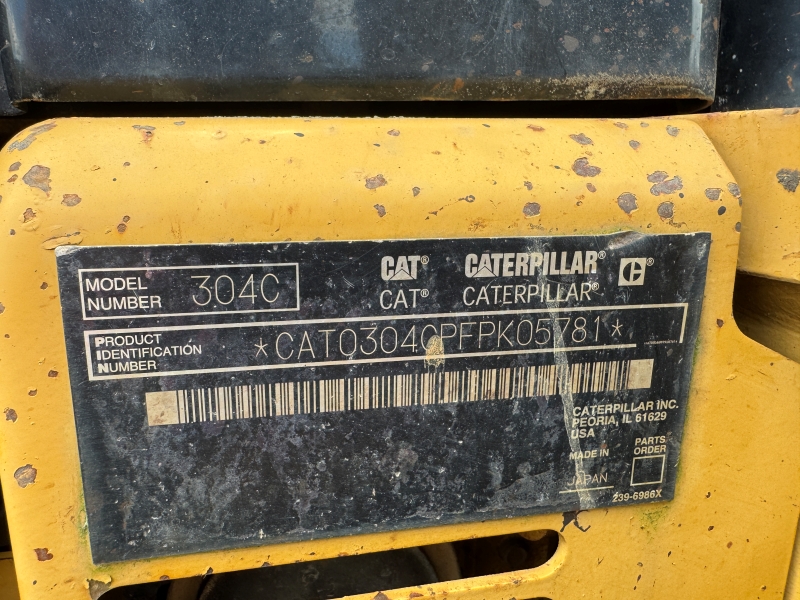 MODEL NUMBER 304C
CAT® CATERPILLAR®
CAT® CATERPILLAR®
PRODUCT IDENTIFICATION NUMBER
*CAT0304CPFPK05781*
CATERPILLAR INC.
PEORIA, IL 61629
USA
MADE IN
JAPAN
PARTS ORDER
239-6986X